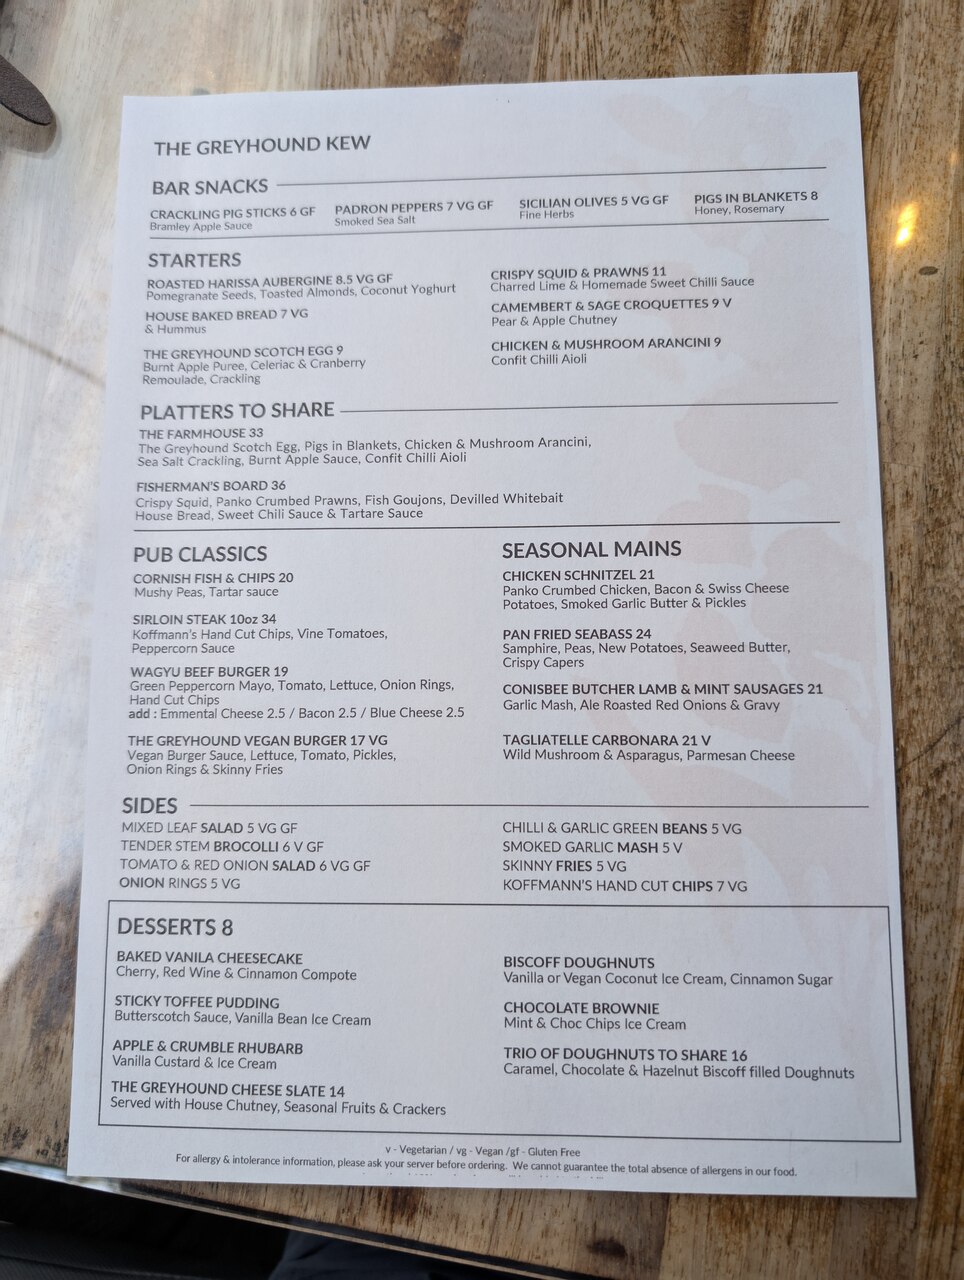 THE GREYHOUND KEW
BAR SNACKS
CRACKLING PIG STICKS 6 GF
Bramley Apple Sauce
PADRON PEPPERS 7 VG GF
Smoked Sea Salt
SICILIAN OLIVES 5 VG GF
Fine Herbs
PIGS IN BLANKETS 8
Honey, Rosemary
STARTERS
ROASTED HARISSA AUBERGINE 8.5 VG GF
Pomegranate Seeds, Toasted Almonds, Coconut Yoghurt
HOUSE BAKED BREAD 7 VG
& Hummus
THE GREYHOUND SCOTCH EGG 9
Burnt Apple Puree, Celeriac & Cranberry
Remoulade, Crackling
CRISPY SQUID & PRAWNS 11
Charred Lime & Homemade Sweet Chilli Sauce
CAMEMBERT & SAGE CROQUETTES 9 V
Pear & Apple Chutney
CHICKEN & MUSHROOM ARANCINI 9
Confit Chilli Aioli
PLATTERS TO SHARE
THE FARMHOUSE 33
The Greyhound Scotch Egg, Pigs in Blankets, Chicken & Mushroom Arancini,
Sea Salt Crackling, Burnt Apple Sauce, Confit Chilli Aioli
FISHERMAN'S BOARD 36
Crispy Squid, Panko Crumbed Prawns, Fish Goujons, Devilled Whitebait
House Bread, Sweet Chili Sauce & Tartare Sauce
PUB CLASSICS
CORNISH FISH & CHIPS 20
Mushy Peas, Tartar sauce
SIRLOIN STEAK 10oz 34
Koffmann's Hand Cut Chips, Vine Tomatoes,
Peppercorn Sauce
WAGYU BEEF BURGER 19
Green Peppercorn Mayo, Tomato, Lettuce, Onion Rings,
Hand Cut Chips
add : Emmental Cheese 2.5 / Bacon 2.5 / Blue Cheese 2.5
THE GREYHOUND VEGAN BURGER 17 VG
Vegan Burger Sauce, Lettuce, Tomato, Pickles,
Onion Rings & Skinny Fries
SEASONAL MAINS
CHICKEN SCHNITZEL 21
Panko Crumbed Chicken, Bacon & Swiss Cheese
Potatoes, Smoked Garlic Butter & Pickles
PAN FRIED SEABASS 24
Samphire, Peas, New Potatoes, Seaweed Butter,
Crispy Capers
CONISBEE BUTCHER LAMB & MINT SAUSAGES 21
Garlic Mash, Ale Roasted Red Onions & Gravy
TAGLIATELLE CARBONARA 21 V
Wild Mushroom & Asparagus, Parmesan Cheese
SIDES
MIXED LEAF SALAD 5 VG GF
TENDER STEM BROCOLLI 6 V GF
TOMATO & RED ONION SALAD 6 VG GF
ONION RINGS 5 VG
CHILLI & GARLIC GREEN BEANS 5 VG
SMOKED GARLIC MASH 5 V
SKINNY FRIES 5 VG
KOFFMANN'S HAND CUT CHIPS 7 VG
DESSERTS 8
BAKED VANILA CHEESECAKE
Cherry, Red Wine & Cinnamon Compote
STICKY TOFFEE PUDDING
Butterscotch Sauce, Vanilla Bean Ice Cream
APPLE & CRUMBLE RHUBARB
Vanilla Custard & Ice Cream
THE GREYHOUND CHEESE SLATE 14
Served with House Chutney, Seasonal Fruits & Crackers
BISCOFF DOUGHNUTS
Vanilla or Vegan Coconut Ice Cream, Cinnamon Sugar
CHOCOLATE BROWNIE
Mint & Choc Chips Ice Cream
TRIO OF DOUGHNUTS TO SHARE 16
Caramel, Chocolate & Hazelnut Biscoff filled Doughnuts
v - Vegetarian / vg - Vegan /gf - Gluten Free
For allergy & intolerance information, please ask your server before ordering. We cannot guarantee the total absence of allergens in our food.